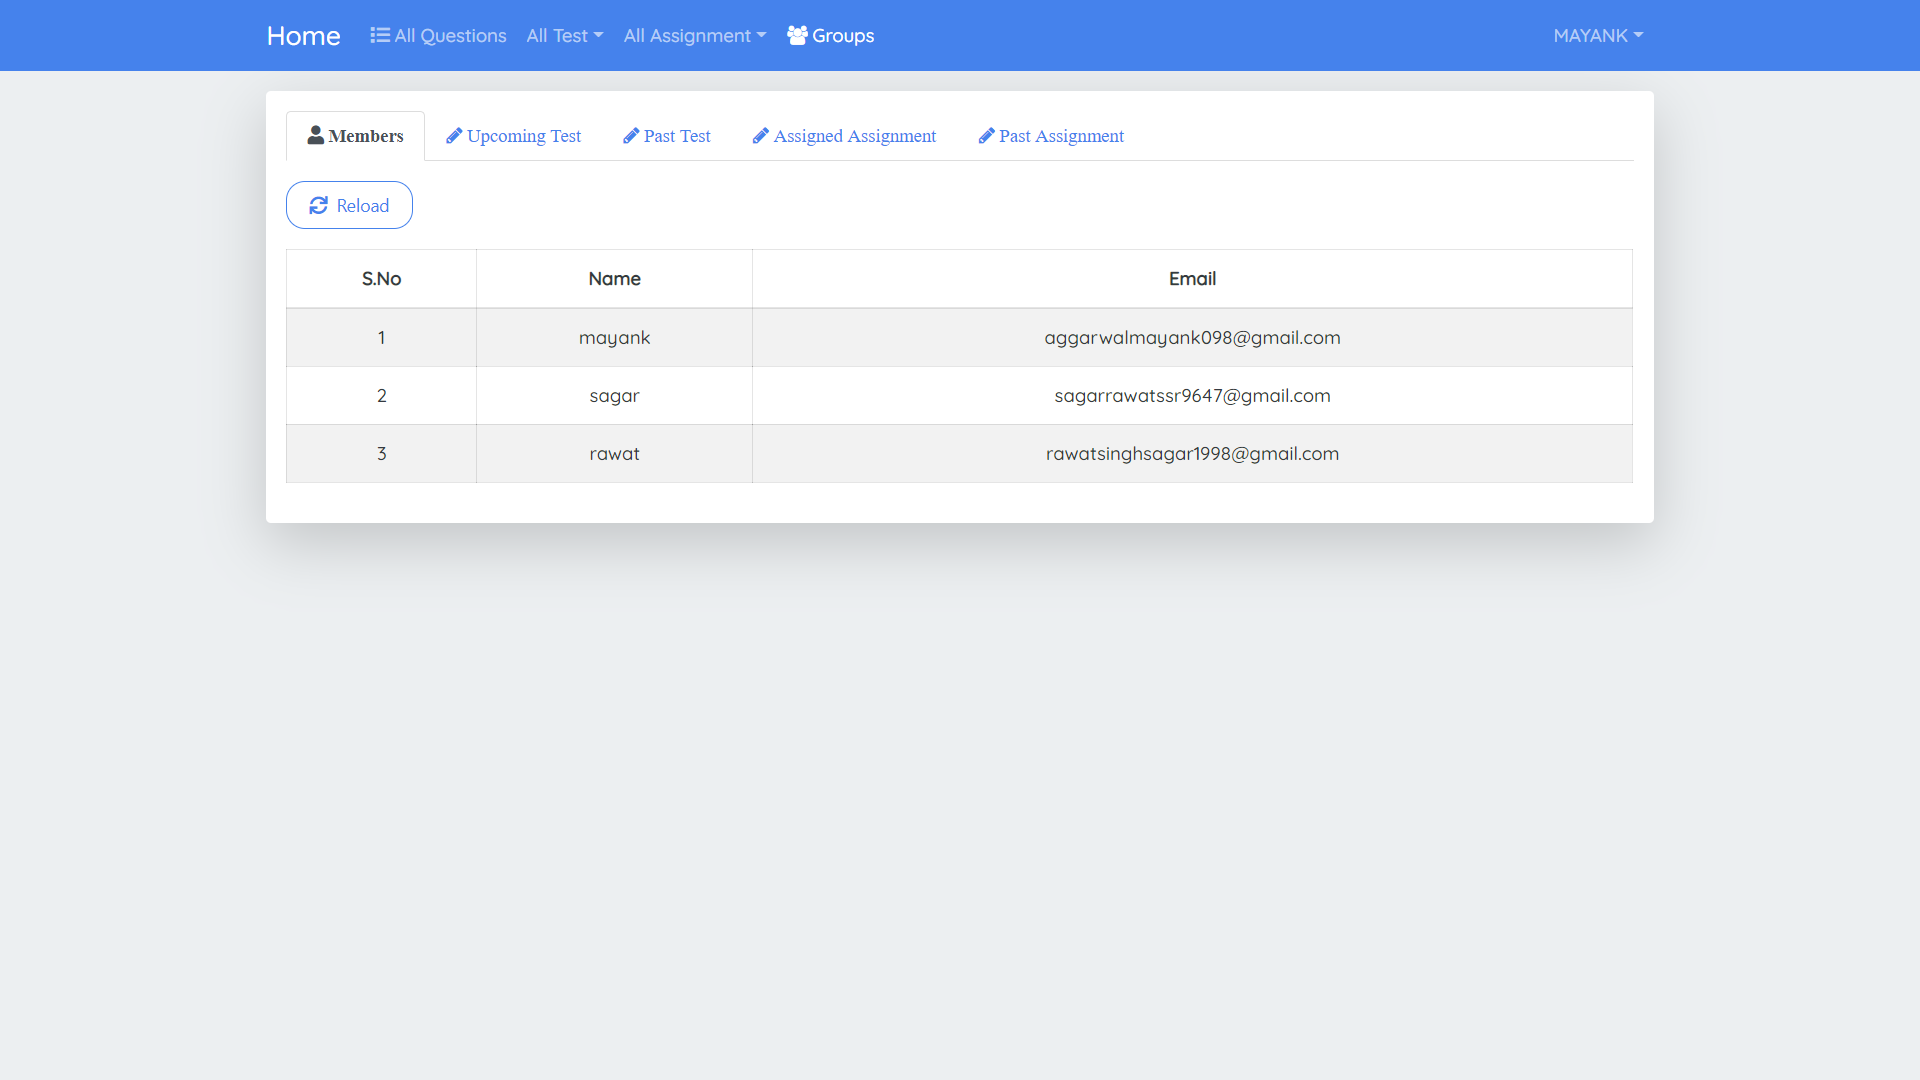 Home All Questions All Test All Assignment Groups MAYANK
Members Upcoming Test Past Test Assigned Assignment Past Assignment
Reload
S.No Name Email
1 mayank aggarwalmayank098@gmail.com
2 sagar sagarrawatssr9647@gmail.com
3 rawat rawatsinghsagar1998@gmail.com